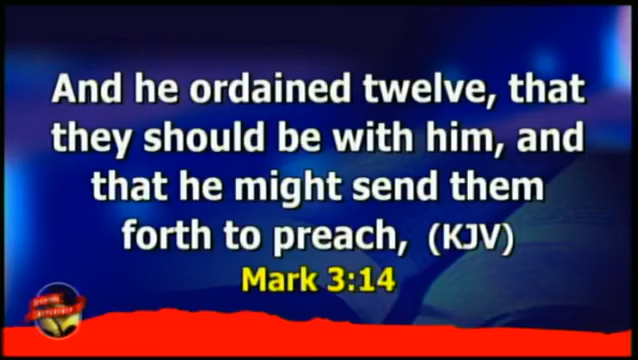 And he ordained twelve, that
they should be with him, and
that he might send them
forth to preach, (KJV)
Mark 3:14